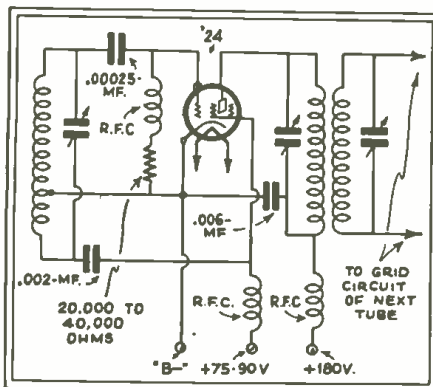 '24
.00025-
MF.
R.F.C
.006-
MF
.002-MF.
20,000 TO
40,000
OHMS
R.F.C.
R.F.C
TO GRID
CIRCUIT
OF NEXT
TUBE
"B-"
+75-90V
+180V.